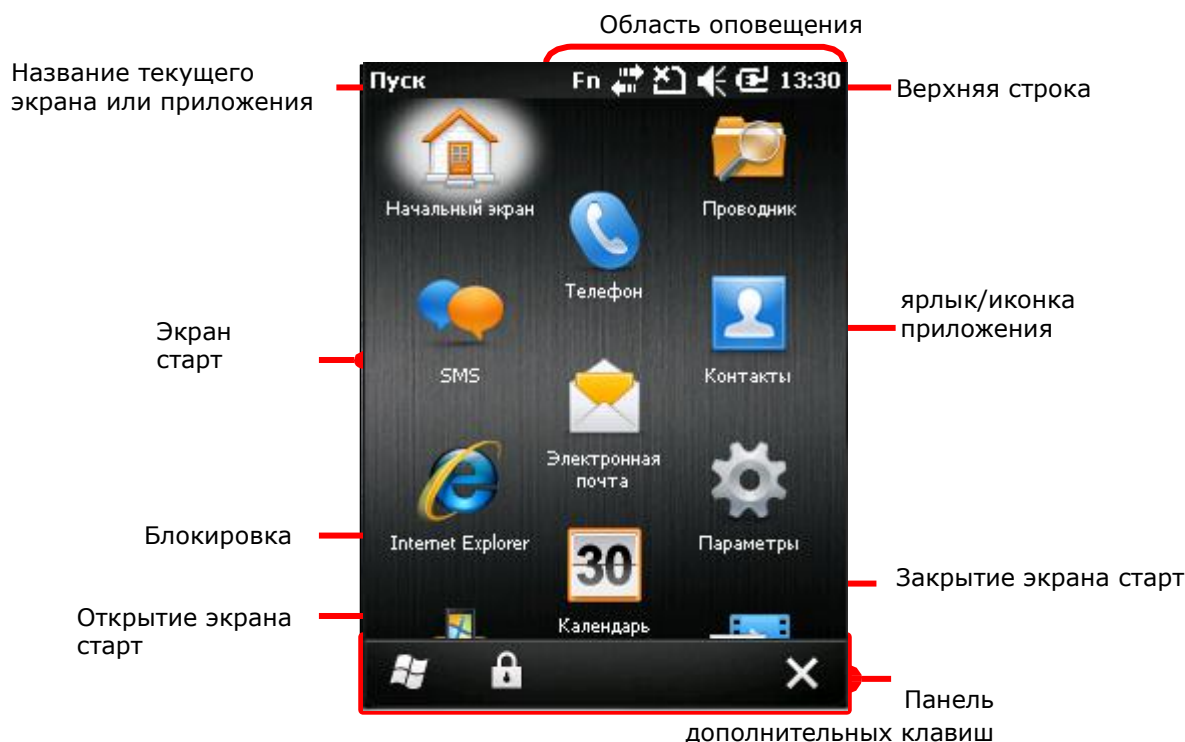 Область оповещения
Название текущего
экрана или приложения
Пуск
Fn
13:30
Верхняя строка
Начальный экран
Проводник
Телефон
ярлык/иконка
приложения
Экран
старт
SMS
Контакты
Электронная
почта
Блокировка
Internet Explorer
Параметры
30
Закрытие экрана старт
Открытие экрана
старт
Календарь
Панель
дополнительных клавиш